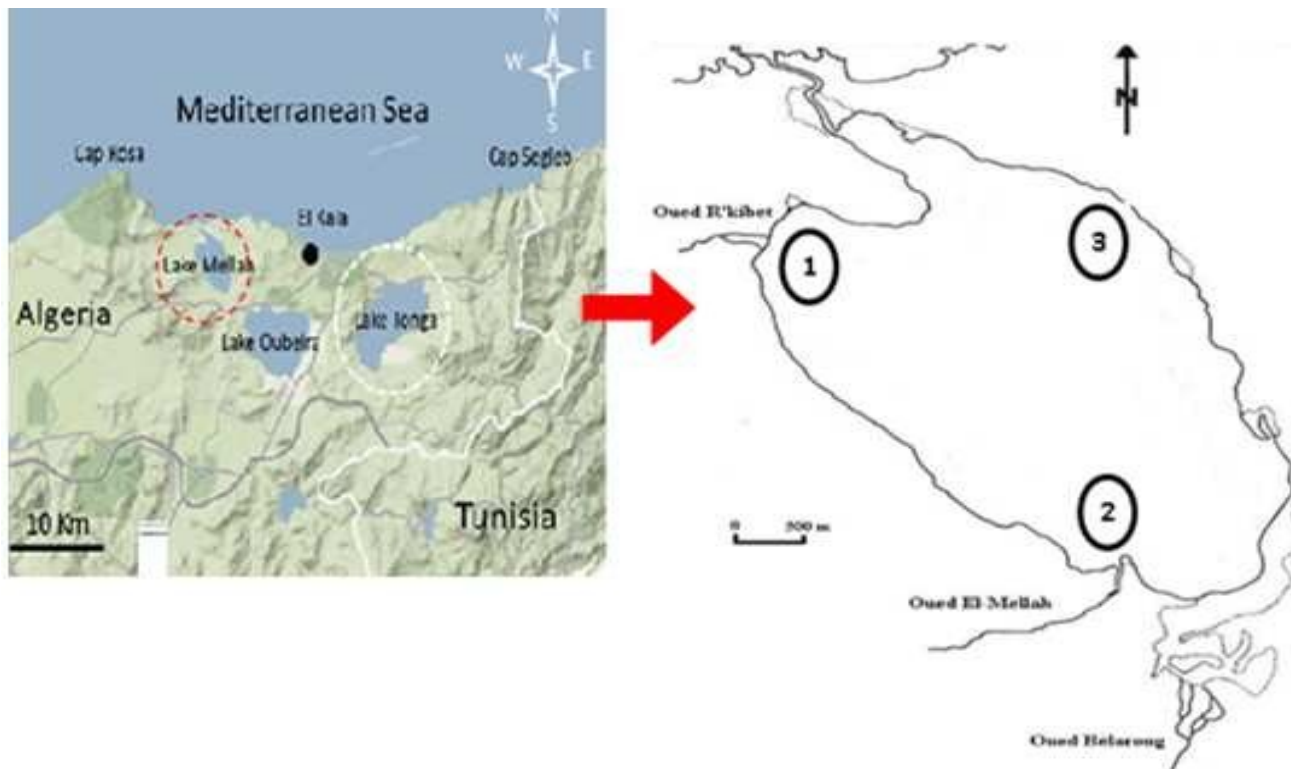 N
W E
S
Mediterranean Sea
Cap Rosa
Cap Segleb
El Kala
Lake Mellah
Algeria
Lake Oubeira
Lake Tonga
Tunisia
10 Km
N
Oued R'kibet
1
3
2
0 500 m
Oued El-Mellah
Oued Belaroug